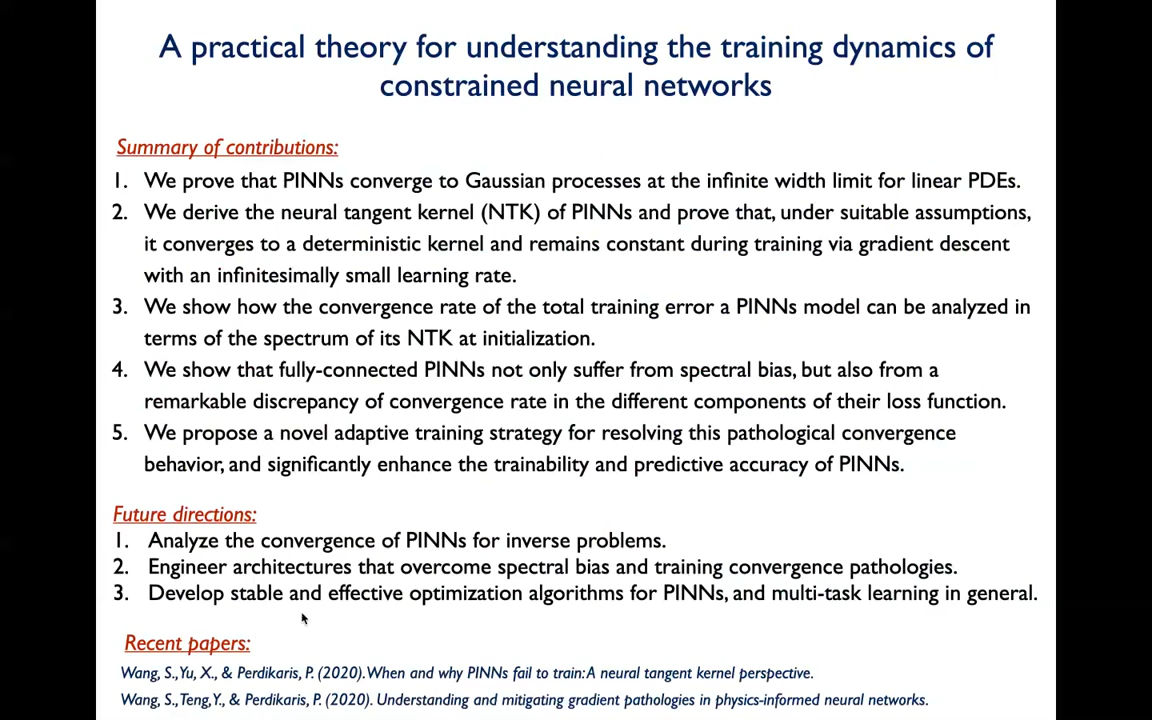 A practical theory for understanding the training dynamics of
constrained neural networks
Summary of contributions:
1. We prove that PINNs converge to Gaussian processes at the infinite width limit for linear PDEs.
2. We derive the neural tangent kernel (NTK) of PINNs and prove that, under suitable assumptions,
it converges to a deterministic kernel and remains constant during training via gradient descent
with an infinitesimally small learning rate.
3. We show how the convergence rate of the total training error a PINNs model can be analyzed in
terms of the spectrum of its NTK at initialization.
4. We show that fully-connected PINNs not only suffer from spectral bias, but also from a
remarkable discrepancy of convergence rate in the different components of their loss function.
5. We propose a novel adaptive training strategy for resolving this pathological convergence
behavior, and significantly enhance the trainability and predictive accuracy of PINNs.
Future directions:
1. Analyze the convergence of PINNs for inverse problems.
2. Engineer architectures that overcome spectral bias and training convergence pathologies.
3. Develop stable and effective optimization algorithms for PINNs, and multi-task learning in general.
Recent papers:
Wang, S., Yu, X., & Perdikaris, P. (2020). When and why PINNs fail to train: A neural tangent kernel perspective.
Wang, S., Teng, Y., & Perdikaris, P. (2020). Understanding and mitigating gradient pathologies in physics-informed neural networks.